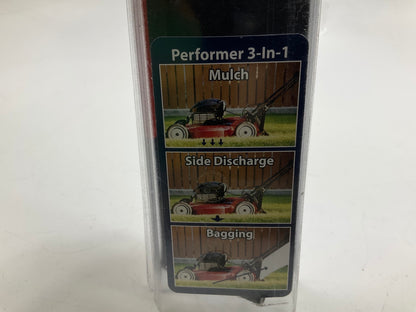 Performer 3-In-1
Mulch
Side Discharge
Bagging